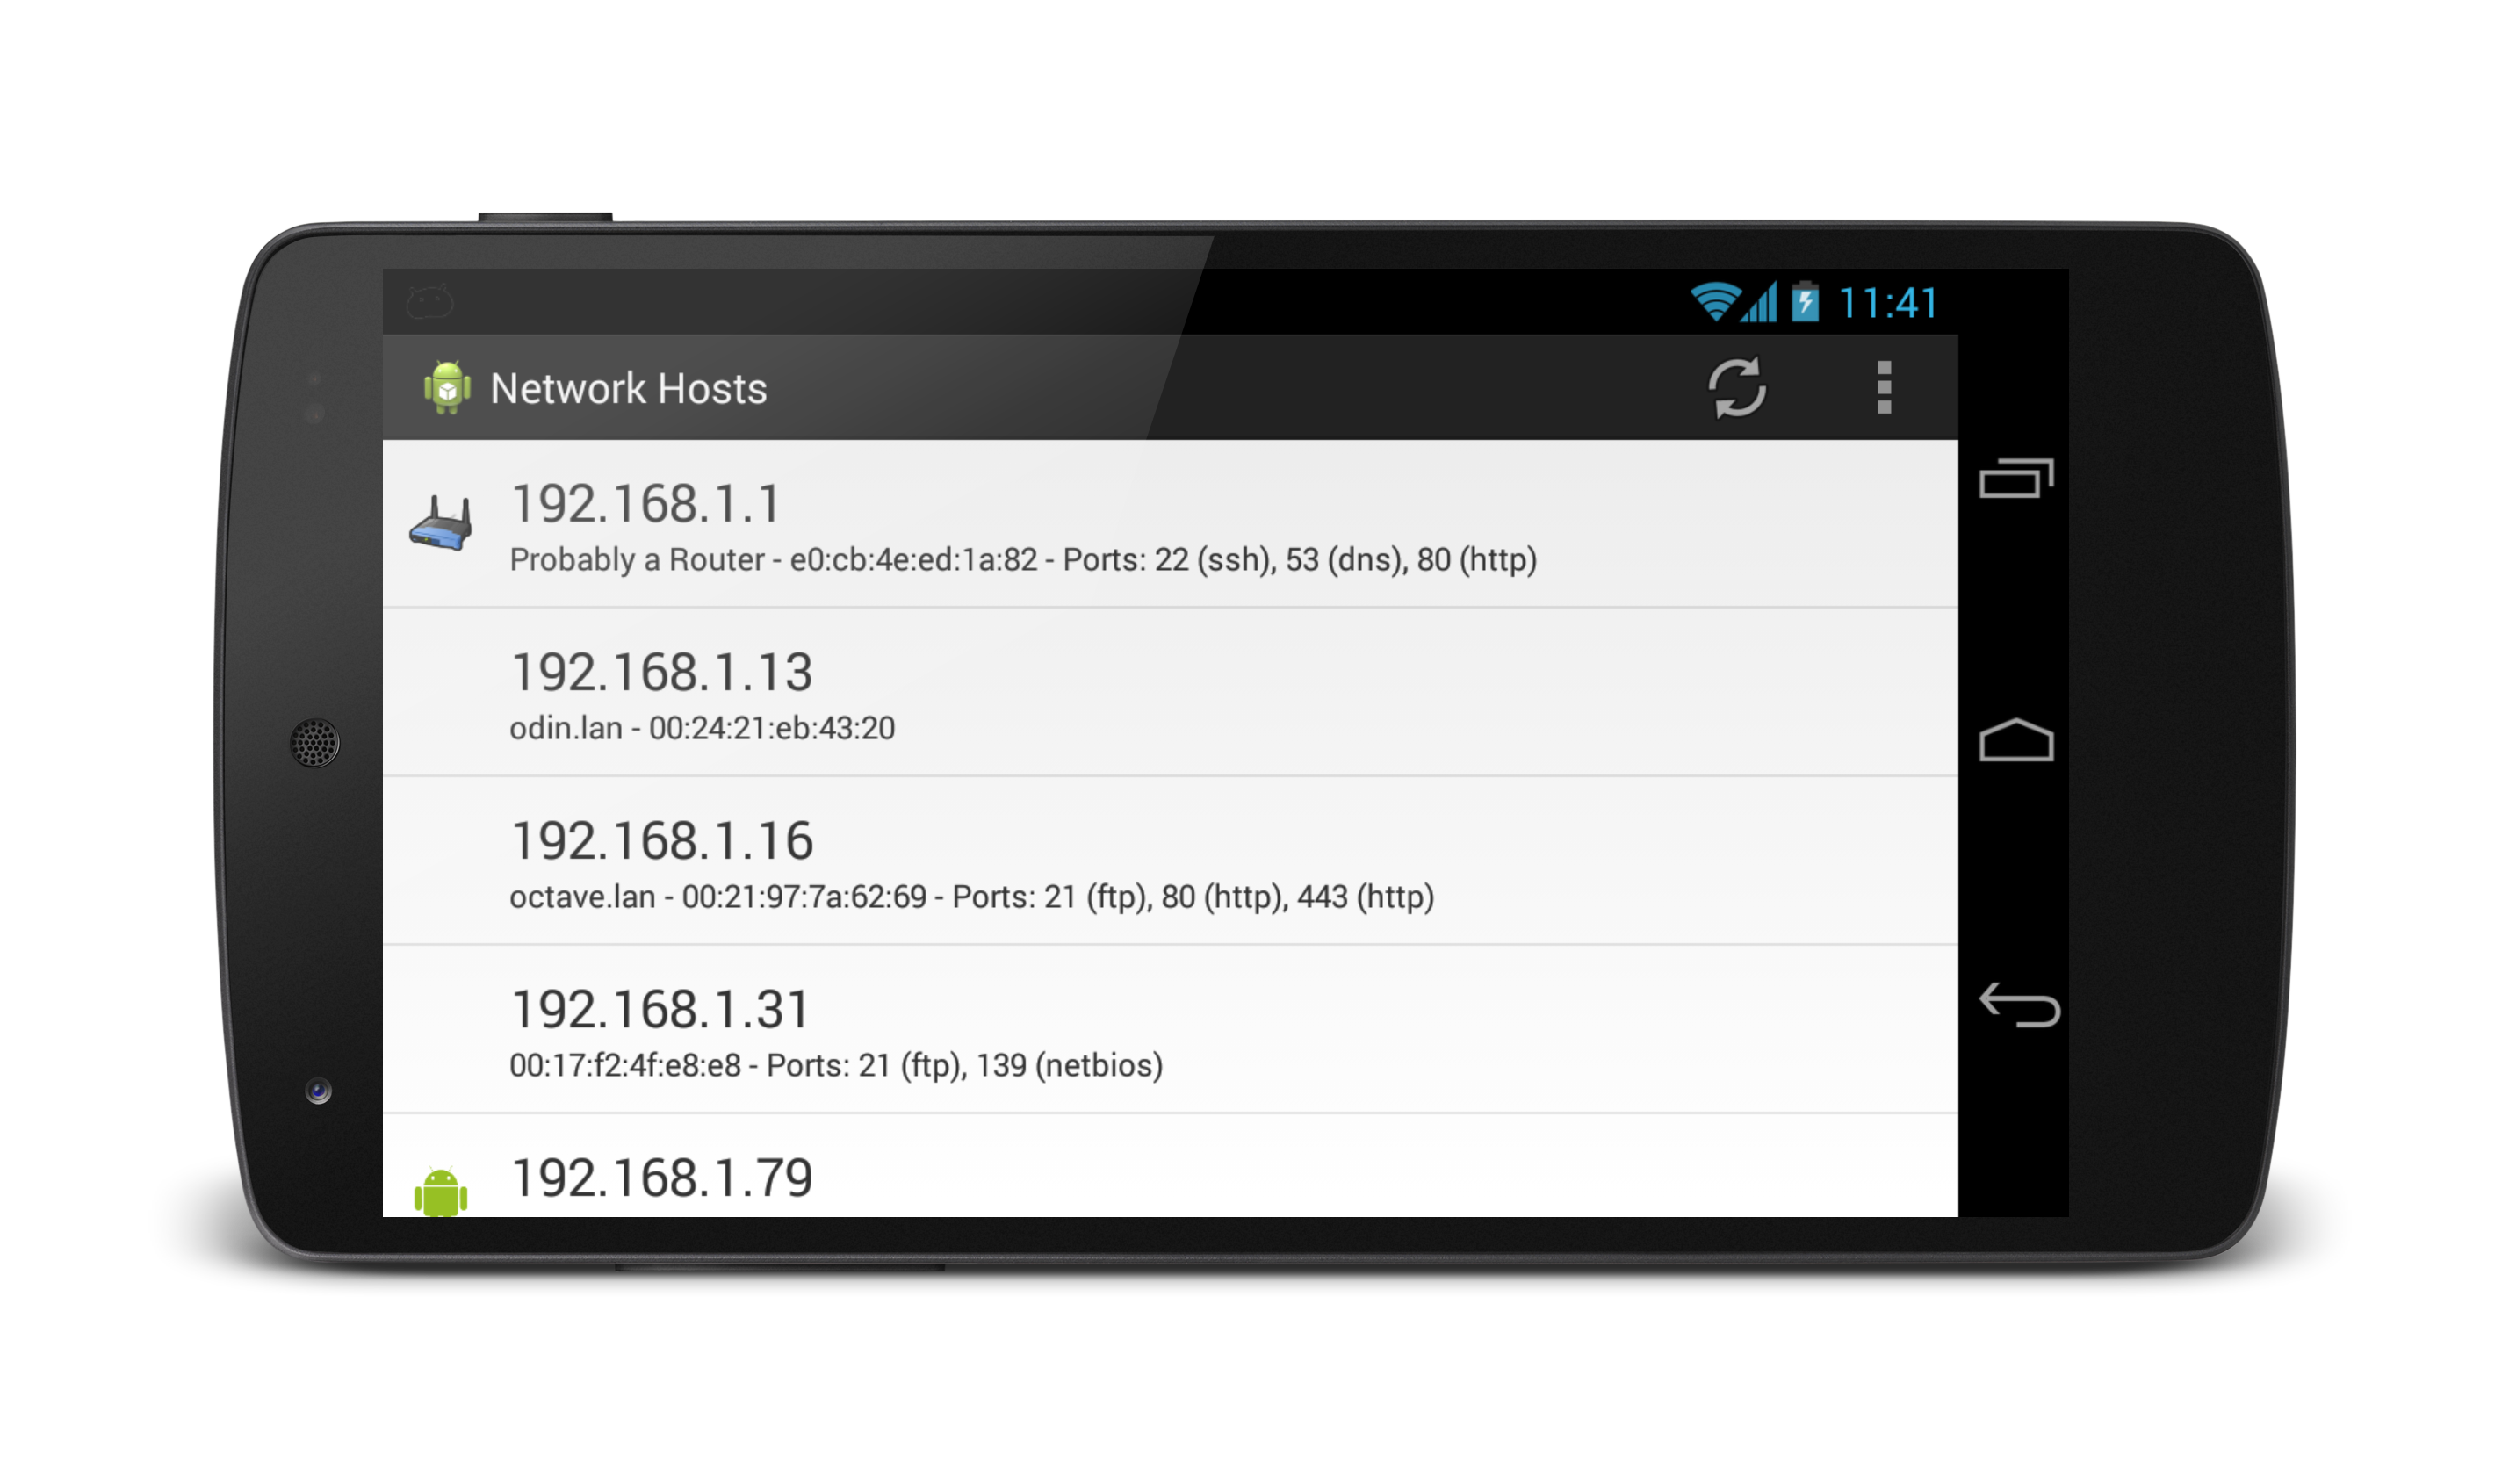 11:41
Network Hosts
192.168.1.1
Probably a Router - e0:cb:4e:ed:1a:82 - Ports: 22 (ssh), 53 (dns), 80 (http)
192.168.1.13
odin.lan - 00:24:21:eb:43:20
192.168.1.16
octave.lan - 00:21:97:7a:62:69 - Ports: 21 (ftp), 80 (http), 443 (http)
192.168.1.31
00:17:f2:4f:e8:e8 - Ports: 21 (ftp), 139 (netbios)
192.168.1.79